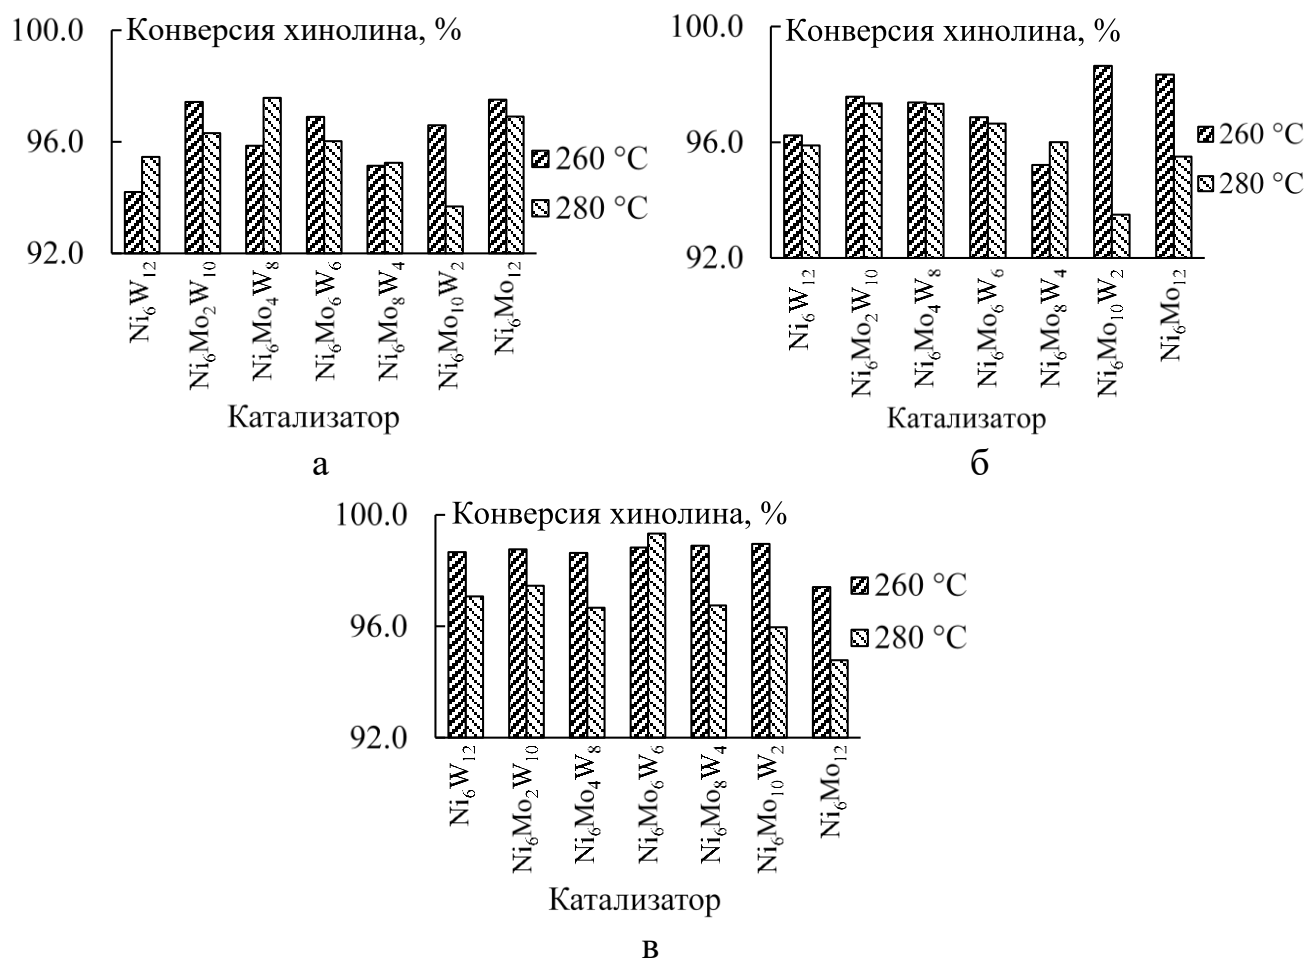 Конверсия хинолина, %
100.0
96.0
92.0
260 °C
280 °C
Ni₆W₁₂
Ni₆Mo₂W₁₀
Ni₆Mo₄W₈
Ni₆Mo₆W₆
Ni₆Mo₈W₄
Ni₆Mo₁₀W₂
Ni₆Mo₁₂
Катализатор
а
Конверсия хинолина, %
100.0
96.0
92.0
260 °C
280 °C
Ni₆W₁₂
Ni₆Mo₂W₁₀
Ni₆Mo₄W₈
Ni₆Mo₆W₆
Ni₆Mo₈W₄
Ni₆Mo₁₀W₂
Ni₆Mo₁₂
Катализатор
б
Конверсия хинолина, %
100.0
96.0
92.0
260 °C
280 °C
Ni₆W₁₂
Ni₆Mo₂W₁₀
Ni₆Mo₄W₈
Ni₆Mo₆W₆
Ni₆Mo₈W₄
Ni₆Mo₁₀W₂
Ni₆Mo₁₂
Катализатор
в